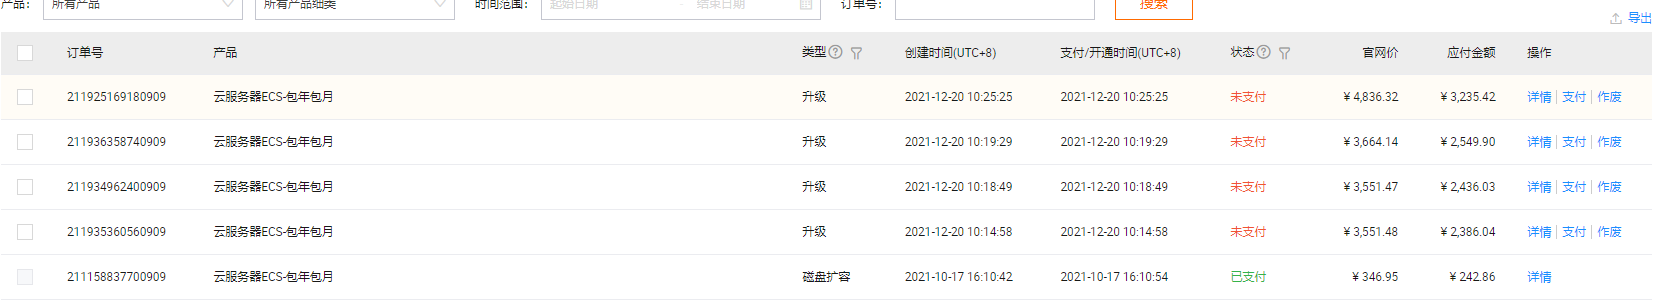 产品： 所有产品 所有产品细类 时间范围： 起始日期 - 结束日期 订单号： 搜索
导出
订单号 产品 类型 创建时间(UTC+8) 支付/开通时间(UTC+8) 状态 官网价 应付金额 操作
211925169180909 云服务器ECS-包年包月 升级 2021-12-20 10:25:25 2021-12-20 10:25:25 未支付 ¥ 4,836.32 ¥ 3,235.42 详情 | 支付 | 作废
211936358740909 云服务器ECS-包年包月 升级 2021-12-20 10:19:29 2021-12-20 10:19:29 未支付 ¥ 3,664.14 ¥ 2,549.90 详情 | 支付 | 作废
211934962400909 云服务器ECS-包年包月 升级 2021-12-20 10:18:49 2021-12-20 10:18:49 未支付 ¥ 3,551.47 ¥ 2,436.03 详情 | 支付 | 作废
211935360560909 云服务器ECS-包年包月 升级 2021-12-20 10:14:58 2021-12-20 10:14:58 未支付 ¥ 3,551.48 ¥ 2,386.04 详情 | 支付 | 作废
211158837700909 云服务器ECS-包年包月 磁盘扩容 2021-10-17 16:10:42 2021-10-17 16:10:54 已支付 ¥ 346.95 ¥ 242.86 详情